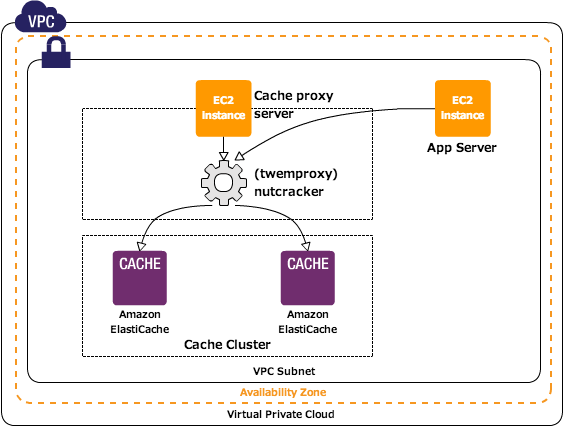 VPC
EC2
Instance
Cache proxy
server
EC2
Instance
App Server
(twemproxy)
nutcracker
CACHE
CACHE
Amazon
ElastiCache
Amazon
ElastiCache
Cache Cluster
VPC Subnet
Availability Zone
Virtual Private Cloud